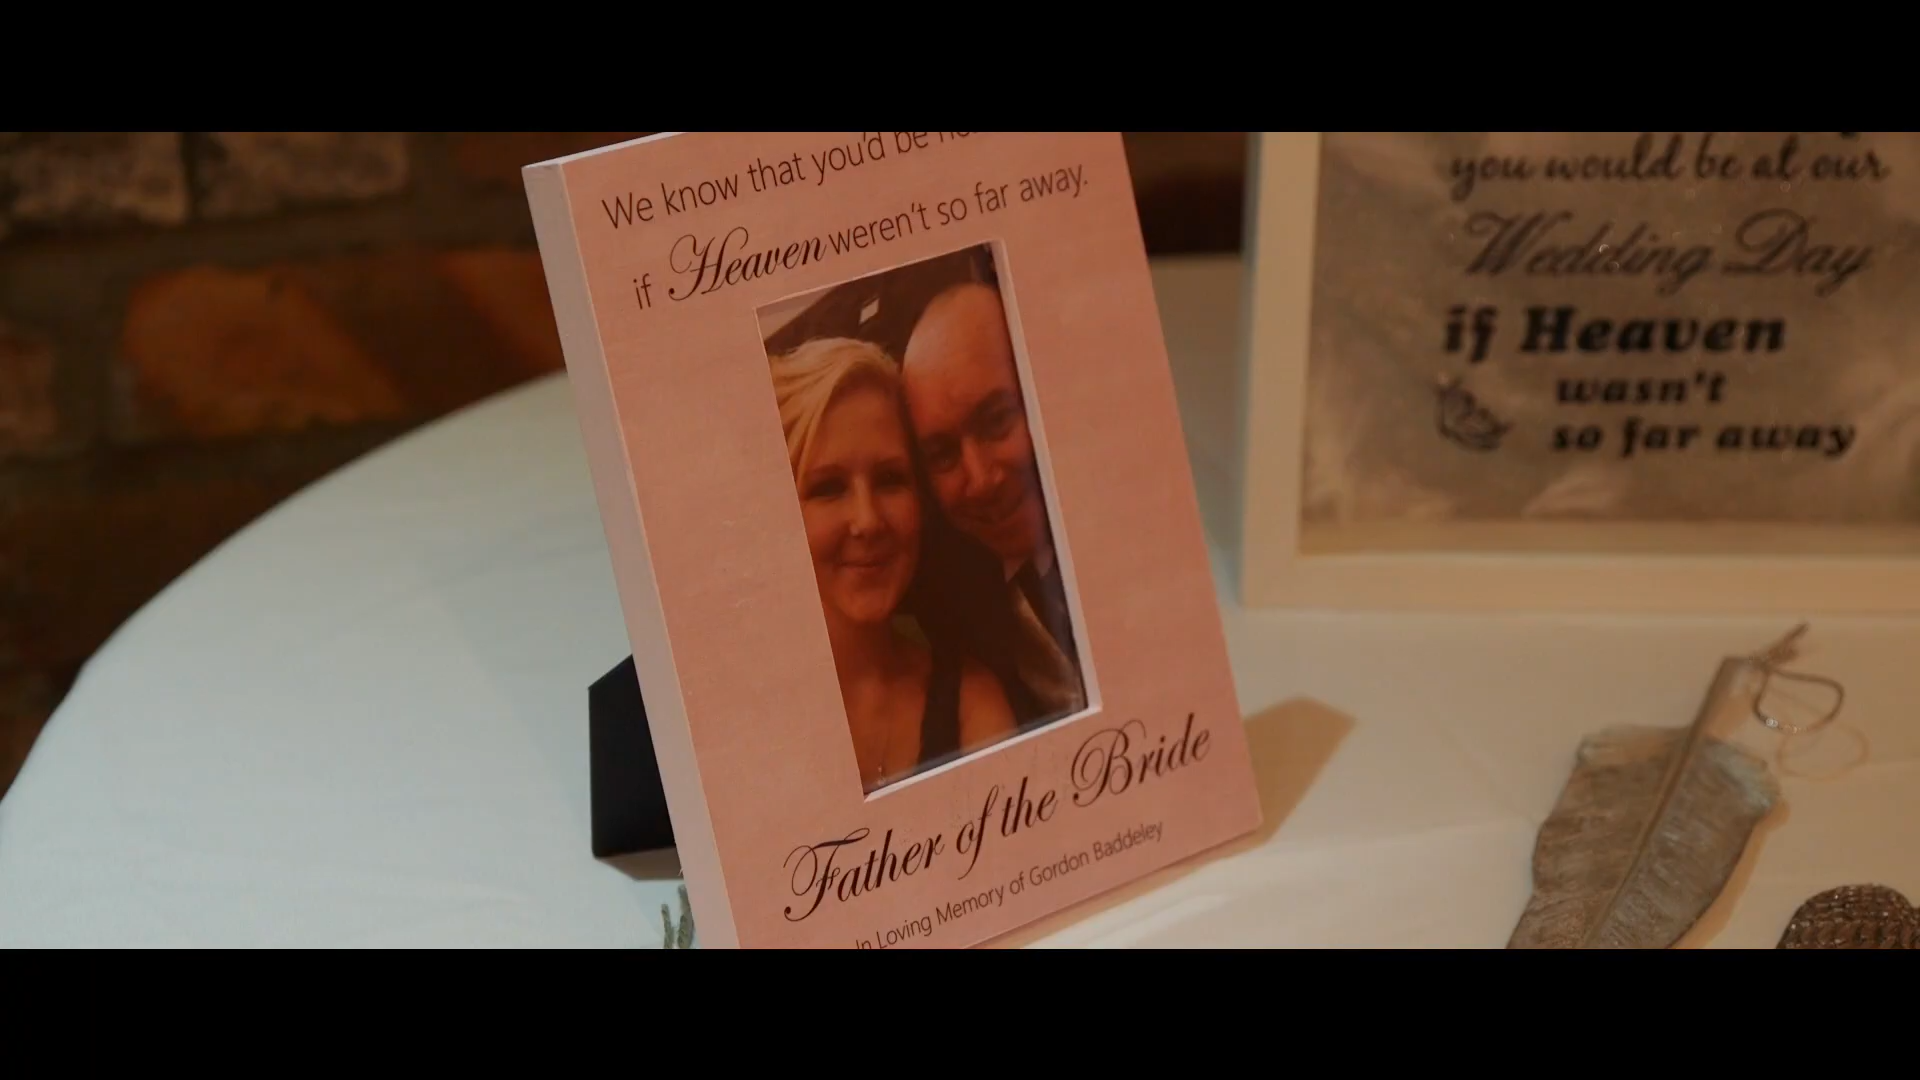 We know that you'd be
if Heaven weren't so far away.
Father of the Bride
In Loving Memory of Gordon Baddeley
you would be at our
Wedding Day
if Heaven
wasn't
so far away